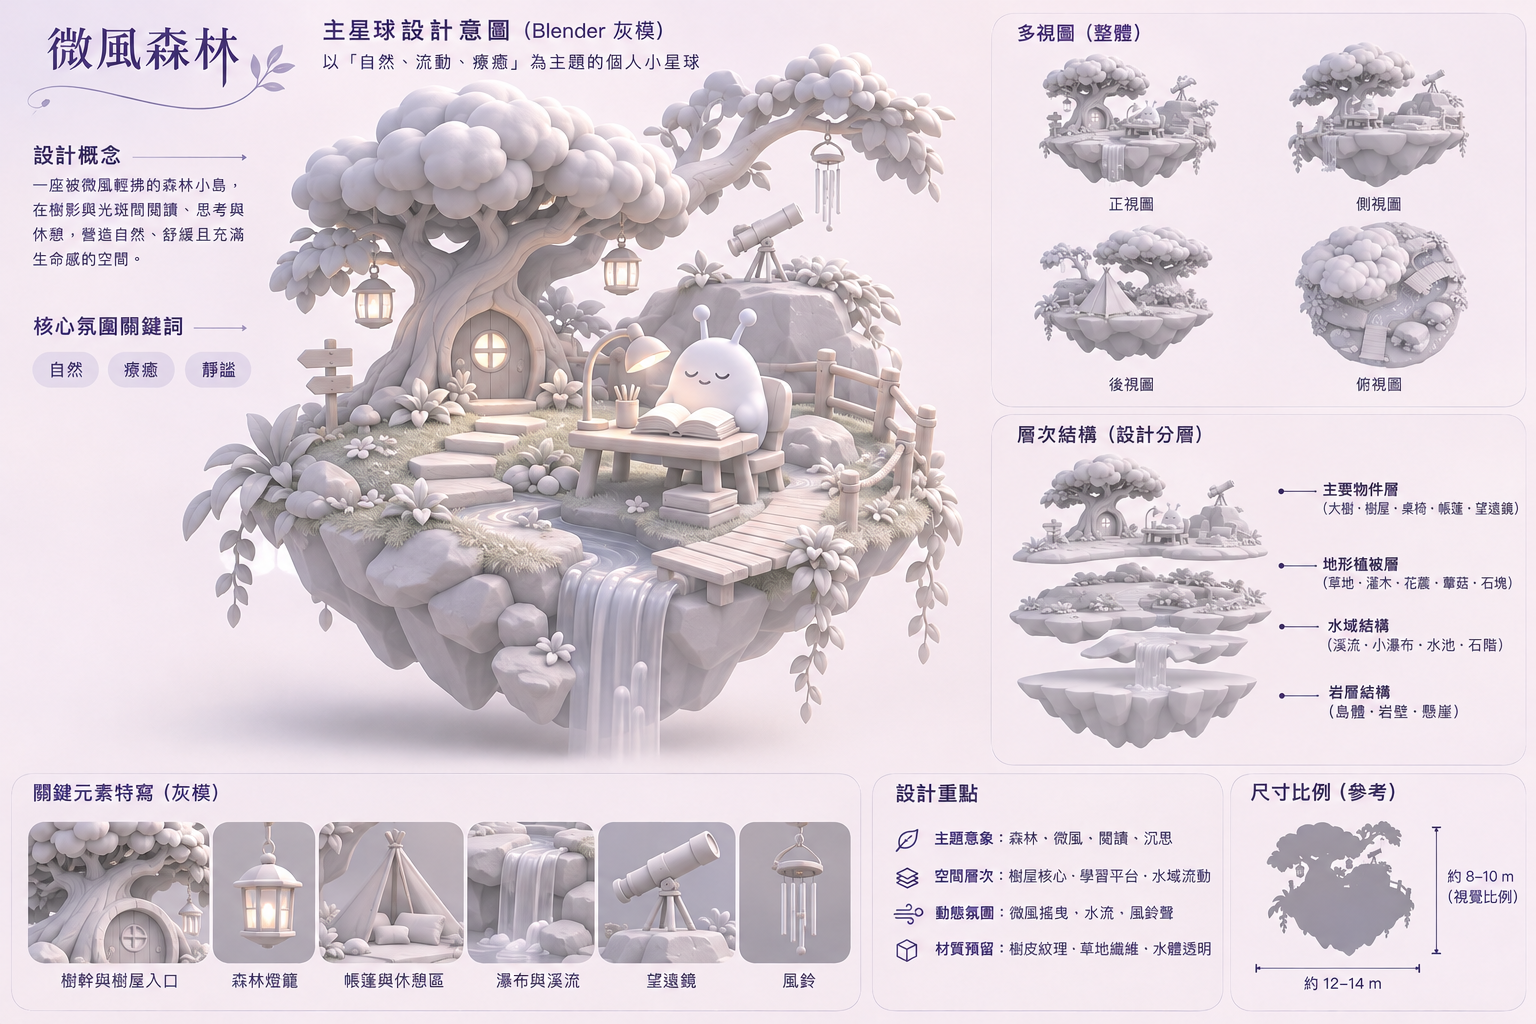 微風森林
主星球設計意圖（Blender 灰模）
以「自然、流動、療癒」為主題的個人小星球
設計概念
一座被微風輕拂的森林小島，
在樹影與光斑間閱讀、思考與
休憩，營造自然、舒緩且充滿
生命感的空間。
核心氛圍關鍵詞
自然
療癒
靜謐
多視圖（整體）
正視圖
側視圖
後視圖
俯視圖
層次結構（設計分層）
主要物件層
（大樹・樹屋・桌椅・帳篷・望遠鏡）
地形植被層
（草地・灌木・花叢・蘑菇・石塊）
水域結構
（溪流・小瀑布・水池・石階）
岩層結構
（島體・岩壁・懸崖）
關鍵元素特寫（灰模）
樹幹與樹屋入口
森林燈籠
帳篷與休憩區
瀑布與溪流
望遠鏡
風鈴
設計重點
主題意象：森林、微風、閱讀、沉思
空間層次：樹屋核心・學習平台・水域流動
動態氛圍：微風搖曳、水流、風鈴聲
材質預留：樹皮紋理・草地纖維・水體透明
尺寸比例（參考）
約 8–10 m
（視覺比例）
約 12–14 m